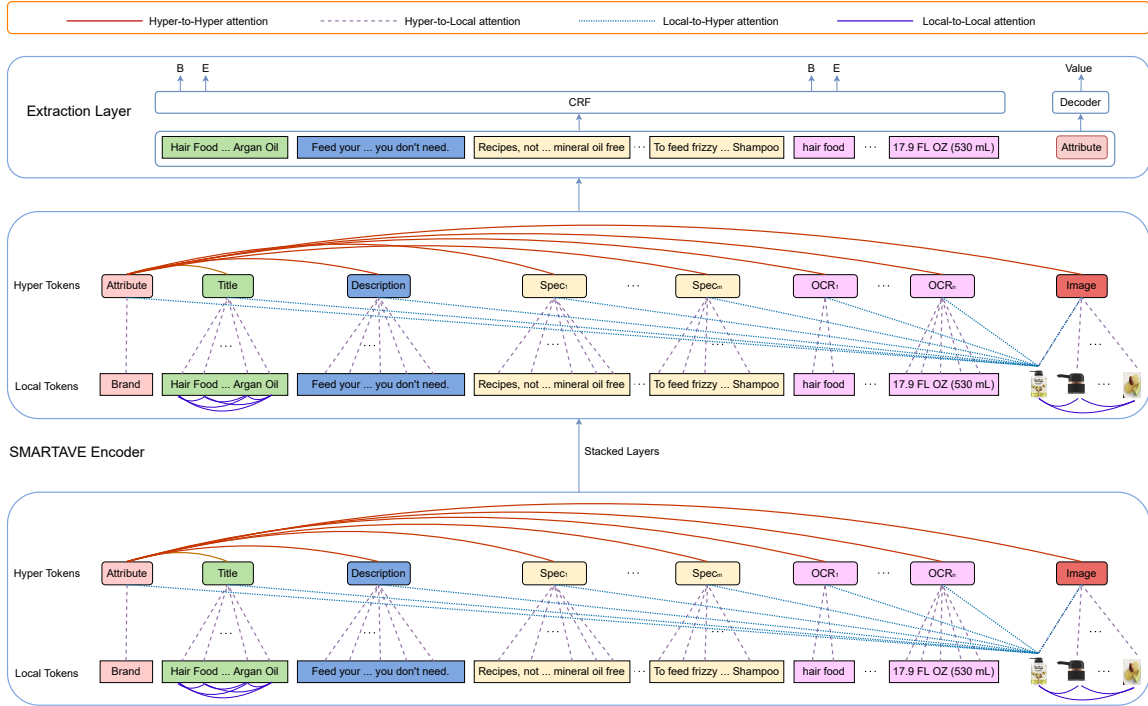 Hyper-to-Hyper attention Hyper-to-Local attention Local-to-Hyper attention Local-to-Local attention
B E B E Value
Extraction Layer
CRF Decoder
Hair Food ... Argan Oil Feed your ... you don't need. Recipes, not ... mineral oil free ... To feed frizzy ... Shampoo hair food ... 17.9 FL OZ (530 mL) Attribute
Hyper Tokens Attribute Title Description Spec₁ ... Specₘ OCR₁ ... OCRₙ Image
... ... ... ... ... ...
Local Tokens Brand Hair Food ... Argan Oil Feed your ... you don't need. Recipes, not ... mineral oil free To feed frizzy ... Shampoo hair food ... 17.9 FL OZ (530 mL) ...
SMARTAVE Encoder
Stacked Layers
Hyper Tokens Attribute Title Description Spec₁ ... Specₘ OCR₁ ... OCRₙ Image
... ... ... ... ... ...
Local Tokens Brand Hair Food ... Argan Oil Feed your ... you don't need. Recipes, not ... mineral oil free To feed frizzy ... Shampoo hair food ... 17.9 FL OZ (530 mL) ...